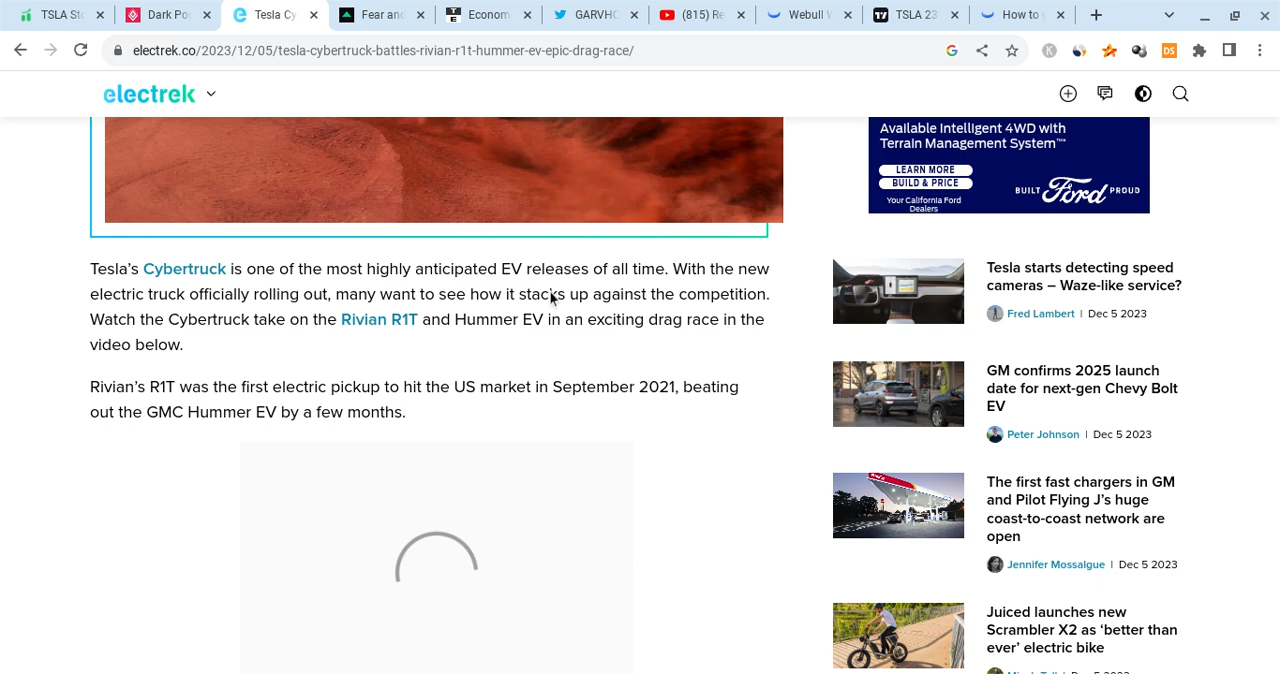 TSLA St
Dark Po
Tesla Cy
Fear an
Econom
GARVH
(815) Re
Webull
TSLA 23
How to
electrek.co/2023/12/05/tesla-cybertruck-battles-rivian-r1t-hummer-ev-epic-drag-race/
K
DS
electrek
Available Intelligent 4WD with
Terrain Management System™
LEARN MORE
BUILD & PRICE
Your California Ford
Dealers
BUILT Ford PROUD
Tesla’s Cybertruck is one of the most highly anticipated EV releases of all time. With the new
electric truck officially rolling out, many want to see how it stacks up against the competition.
Watch the Cybertruck take on the Rivian R1T and Hummer EV in an exciting drag race in the
video below.
Rivian’s R1T was the first electric pickup to hit the US market in September 2021, beating
out the GMC Hummer EV by a few months.
Tesla starts detecting speed
cameras – Waze-like service?
Fred Lambert | Dec 5 2023
GM confirms 2025 launch
date for next-gen Chevy Bolt
EV
Peter Johnson | Dec 5 2023
The first fast chargers in GM
and Pilot Flying J’s huge
coast-to-coast network are
open
Jennifer Mossalgue | Dec 5 2023
Juiced launches new
Scrambler X2 as ‘better than
ever’ electric bike